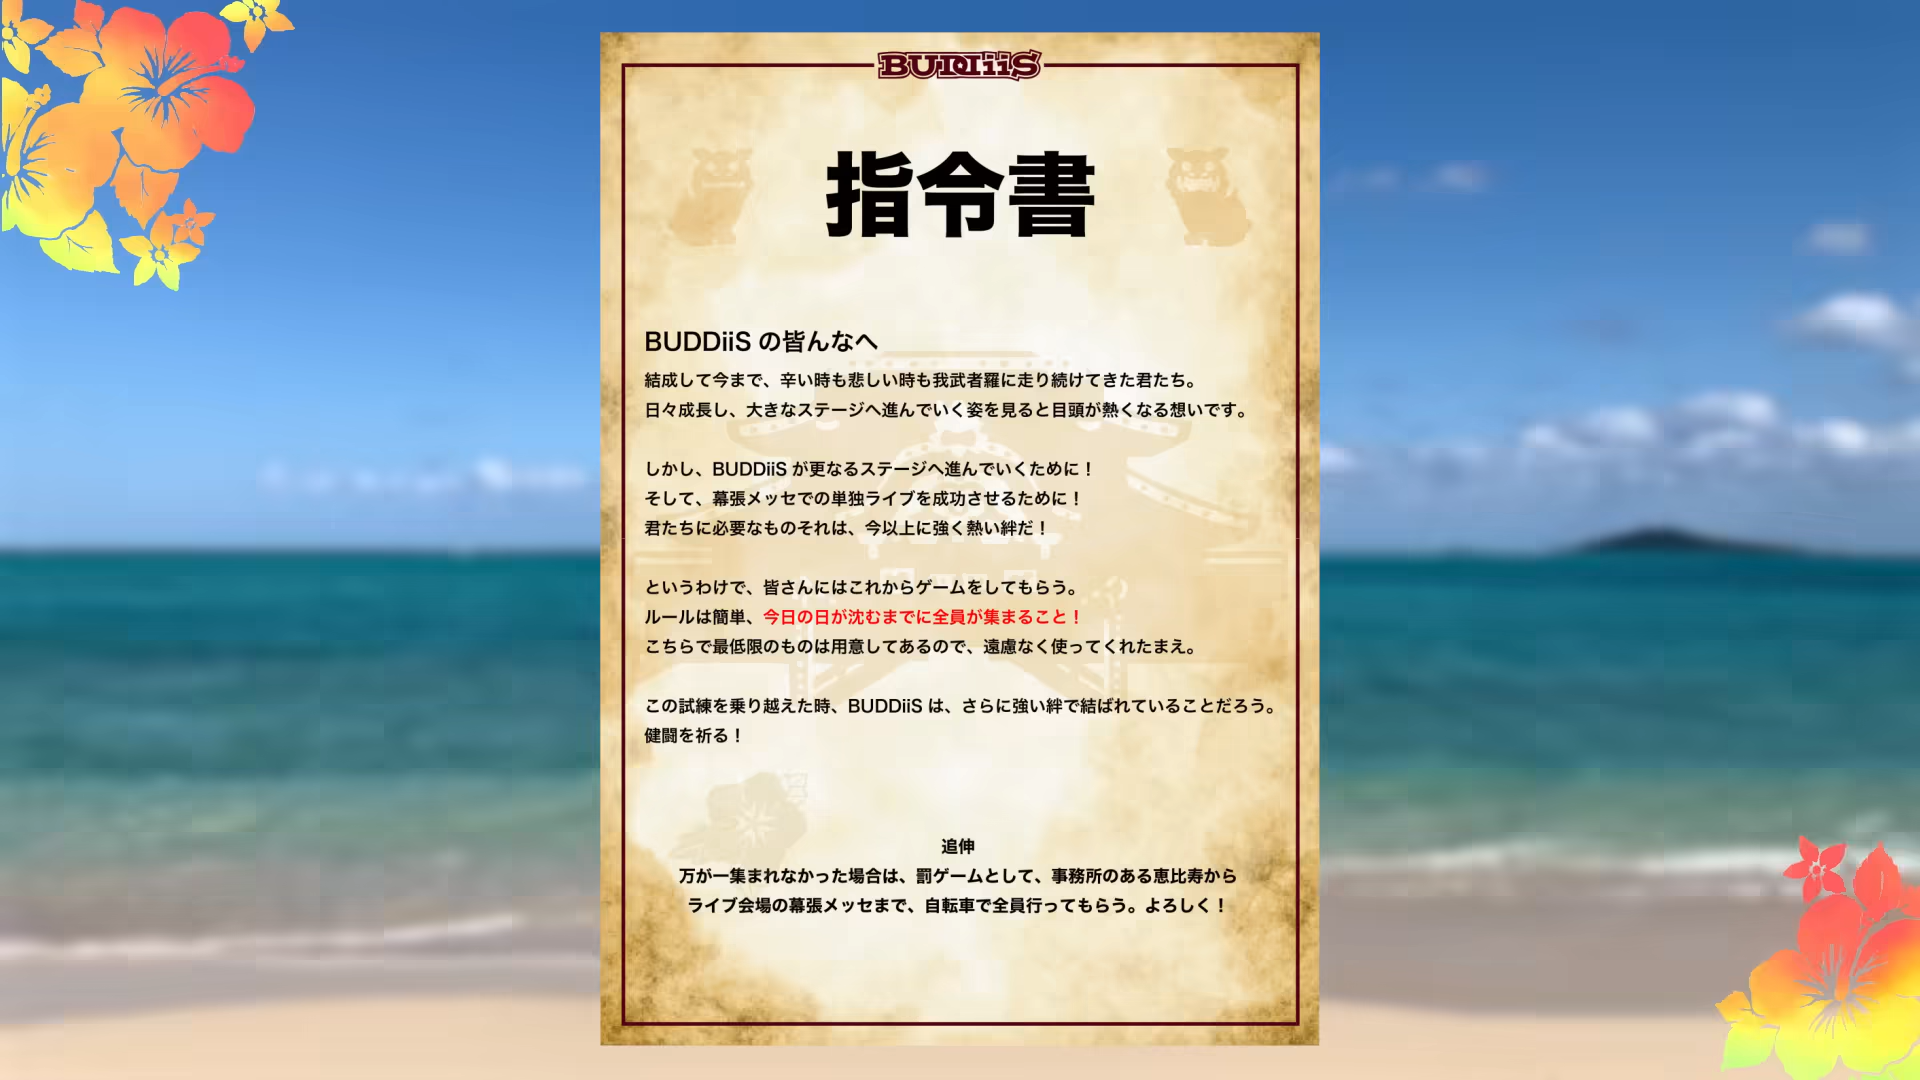 BUDDiiS
指令書
BUDDiiS の皆んなへ
結成して今まで、辛い時も悲しい時も我武者羅に走り続けてきた君たち。
日々成長し、大きなステージへ進んでいく姿を見ると目頭が熱くなる想いです。
しかし、BUDDiiS が更なるステージへ進んでいくために！
そして、幕張メッセでの単独ライブを成功させるために！
君たちに必要なものそれは、今以上に強く熱い絆だ！
というわけで、皆さんにはこれからゲームをしてもらう。
ルールは簡単、今日の日が沈むまでに全員が集まること！
こちらで最低限のものは用意してあるので、遠慮なく使ってくれたまえ。
この試練を乗り越えた時、BUDDiiS は、さらに強い絆で結ばれていることだろう。
健闘を祈る！
追伸
万が一集まれなかった場合は、罰ゲームとして、事務所のある恵比寿から
ライブ会場の幕張メッセまで、自転車で全員行ってもらう。よろしく！